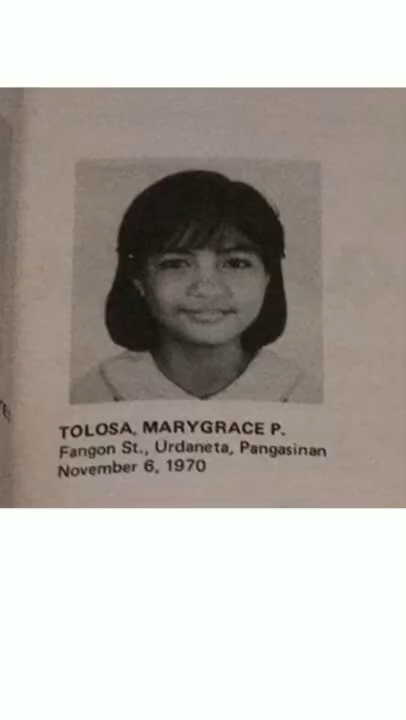 TOLOSA, MARYGRACE P.
Fangon St., Urdaneta, Pangasinan
November 6, 1970